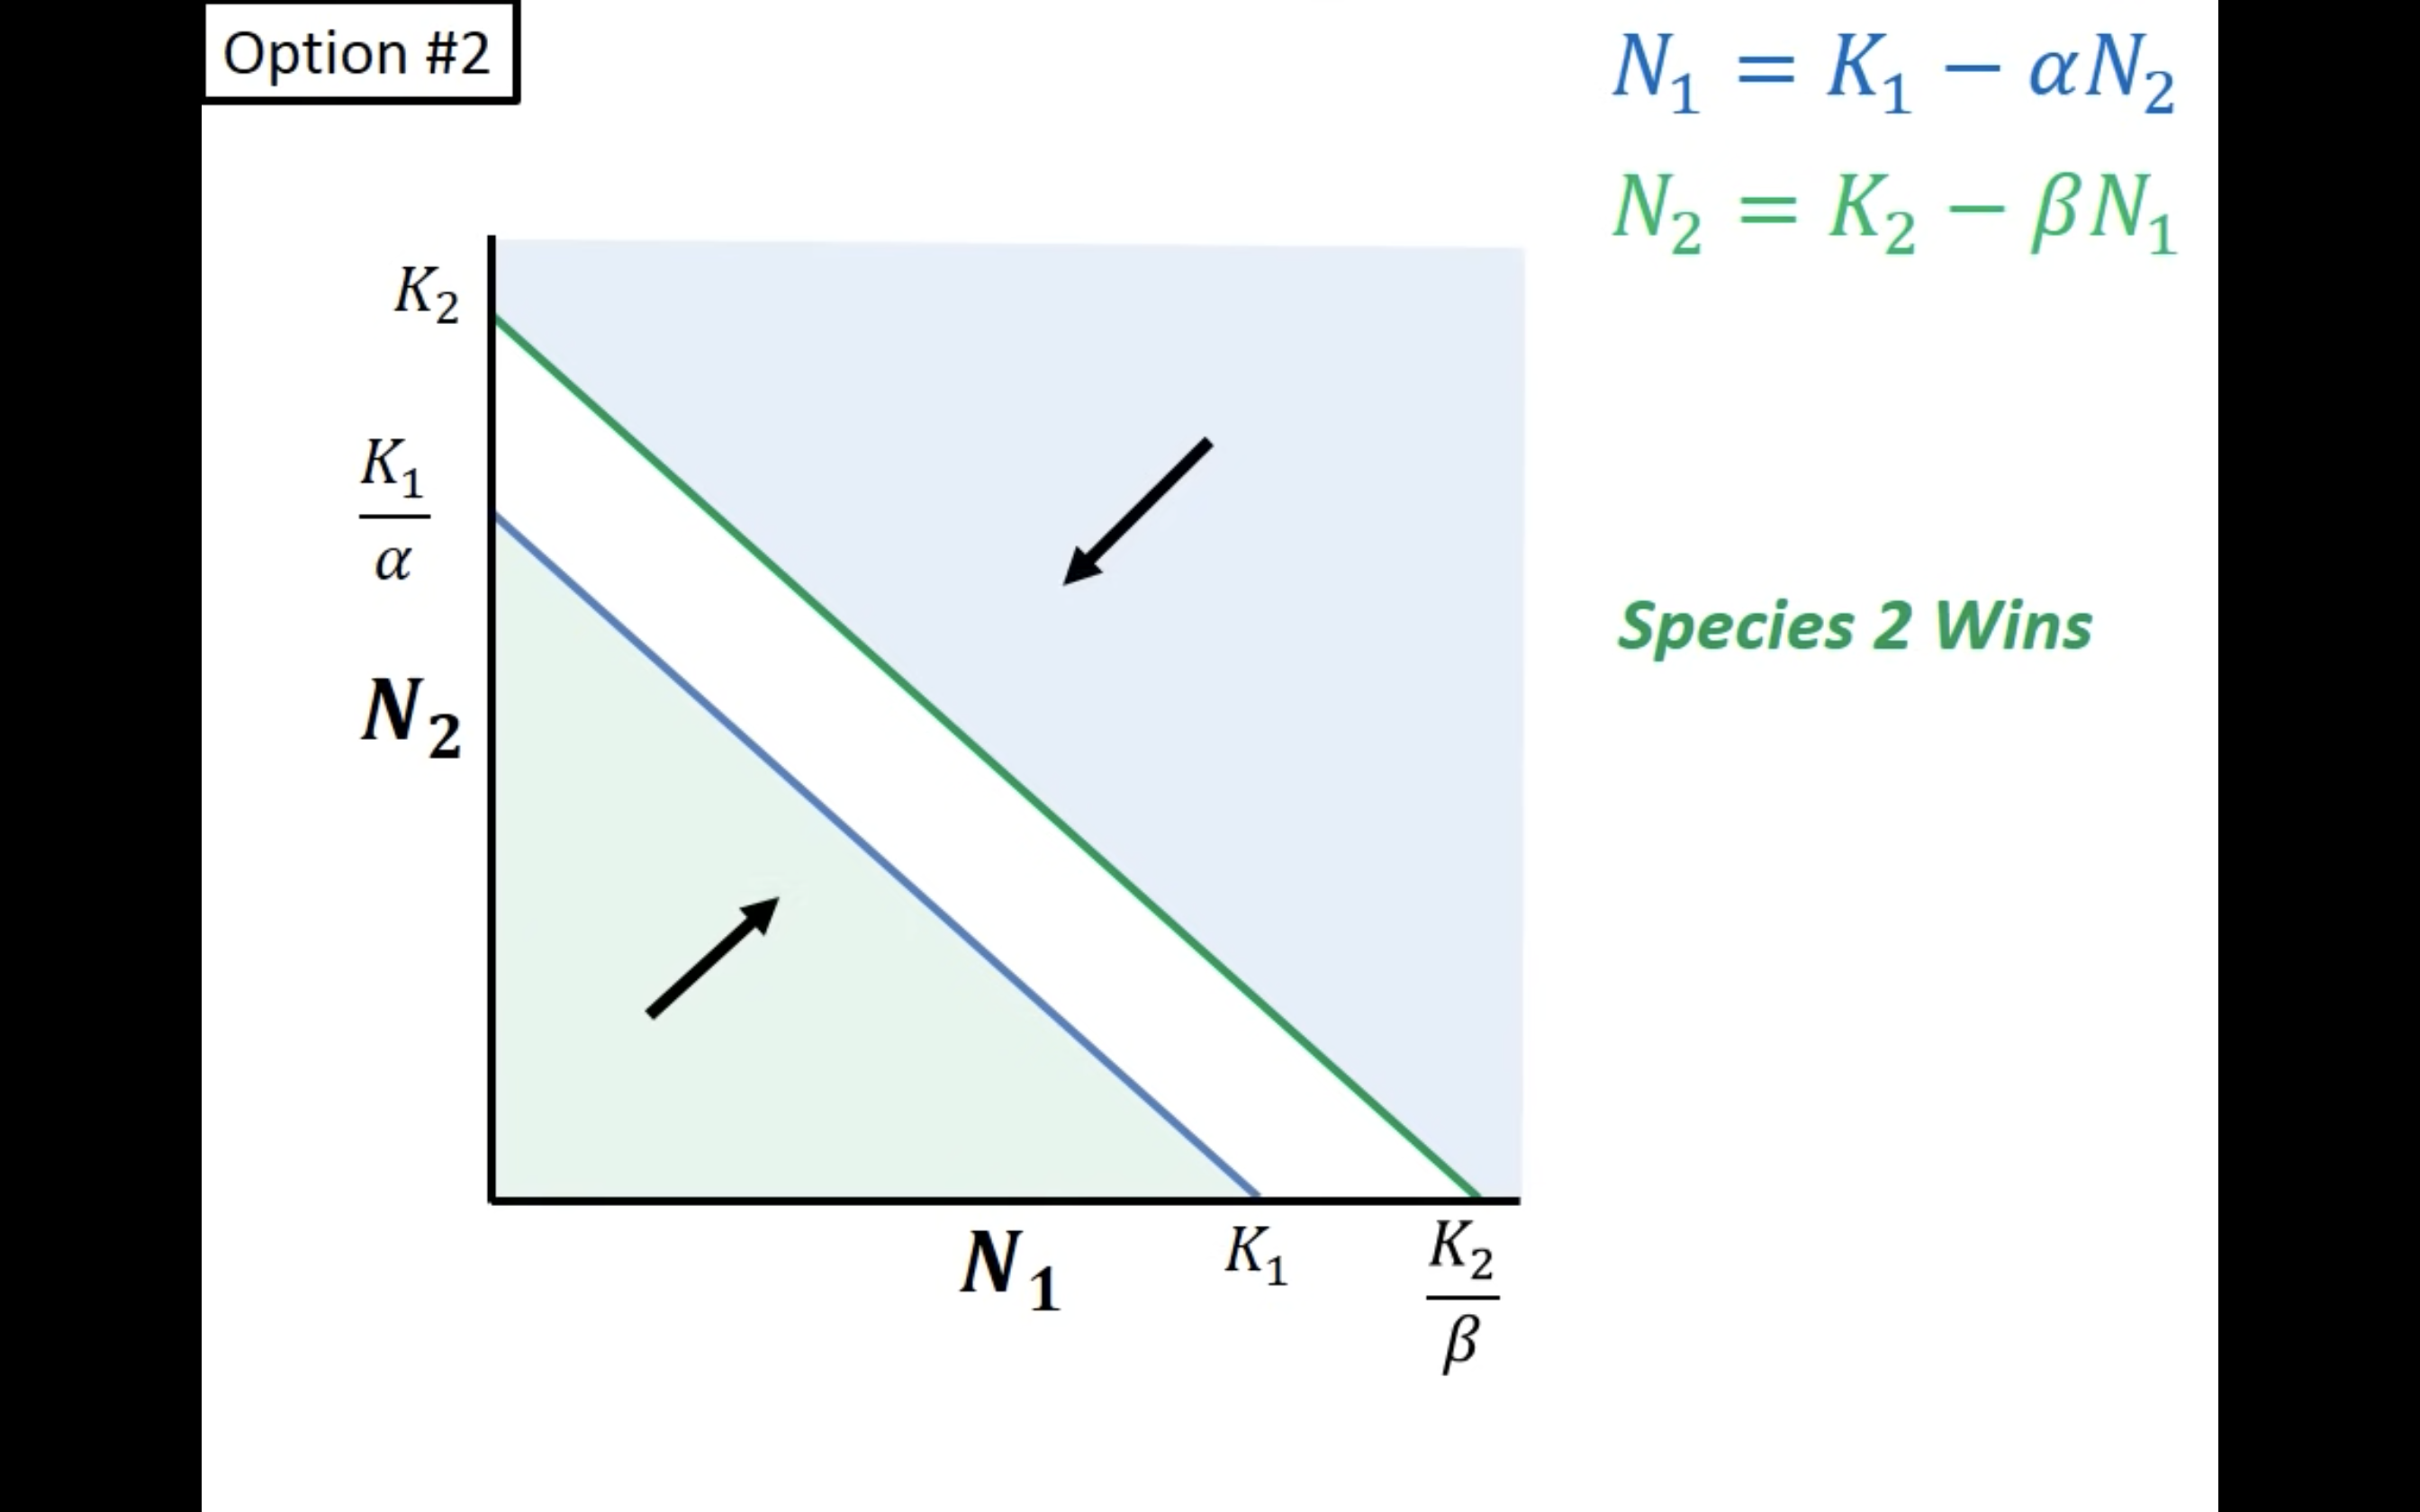 Option #2
N₁ = K₁ − αN₂
N₂ = K₂ − βN₁
K₂
K₁
α
N₂
Species 2 Wins
N₁
K₁
K₂
β